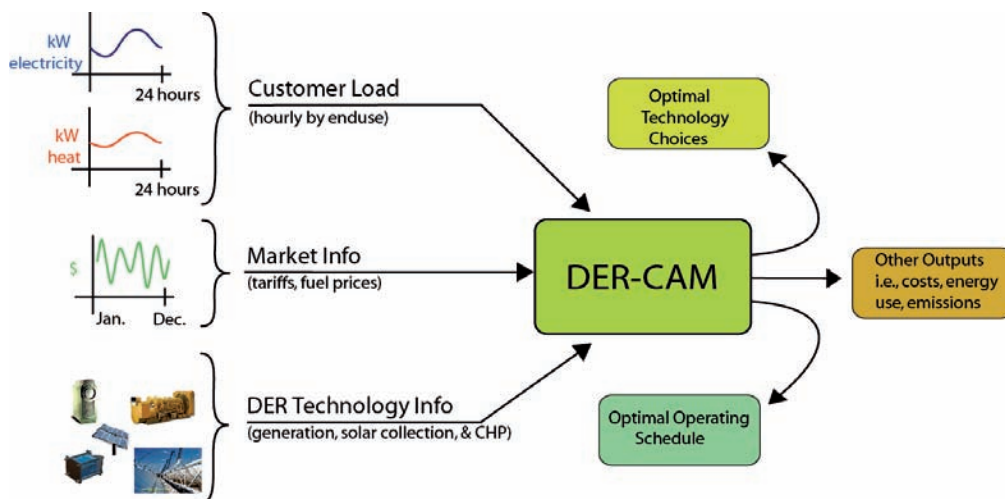 kW
electricity
24 hours
kW
heat
24 hours
Customer Load
(hourly by enduse)
$
Jan.
Dec.
Market Info
(tariffs, fuel prices)
DER Technology Info
(generation, solar collection, & CHP)
DER-CAM
Optimal
Technology
Choices
Other Outputs
i.e., costs, energy
use, emissions
Optimal Operating
Schedule